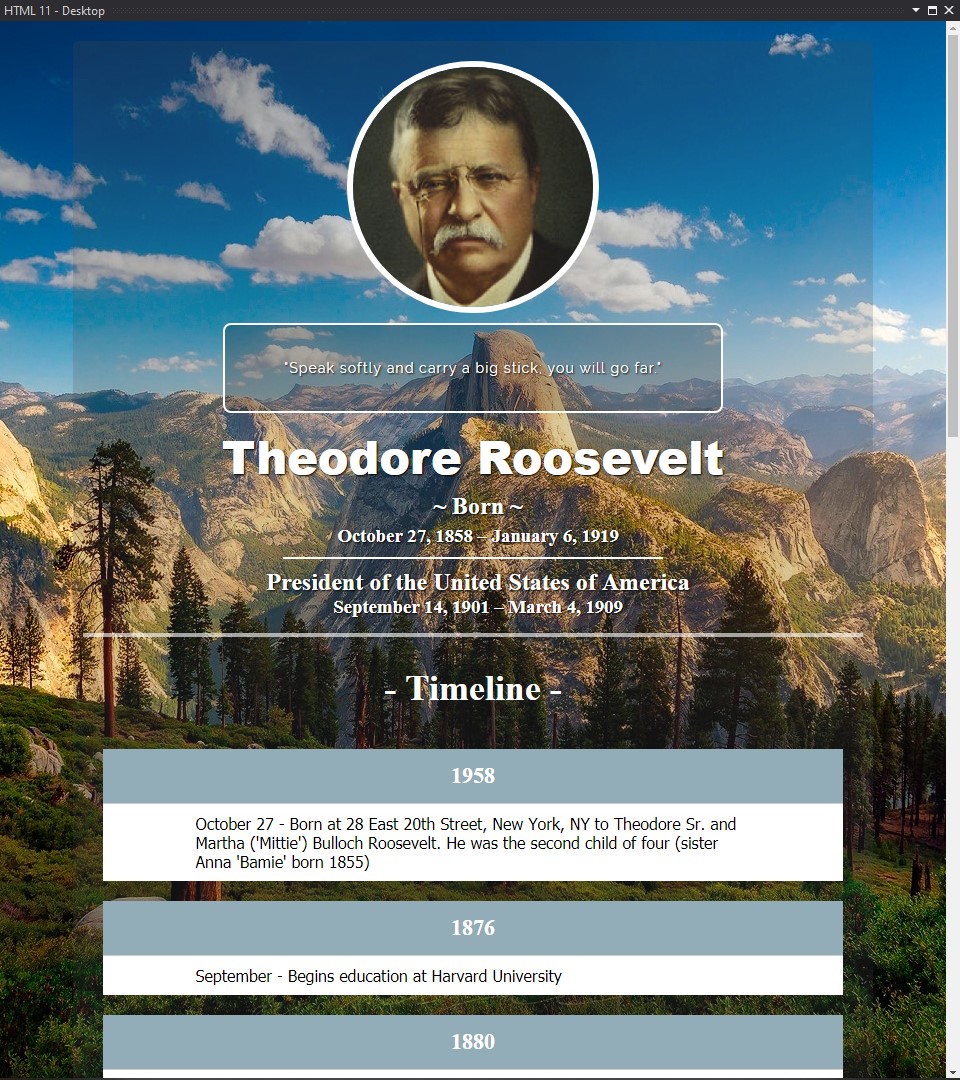 HTML 11 - Desktop
"Speak softly and carry a big stick; you will go far."
Theodore Roosevelt
~ Born ~
October 27, 1858 – January 6, 1919
President of the United States of America
September 14, 1901 – March 4, 1909
- Timeline -
1958
October 27 - Born at 28 East 20th Street, New York, NY to Theodore Sr. and
Martha ('Mittie') Bulloch Roosevelt. He was the second child of four (sister
Anna 'Bamie' born 1855)
1876
September - Begins education at Harvard University
1880